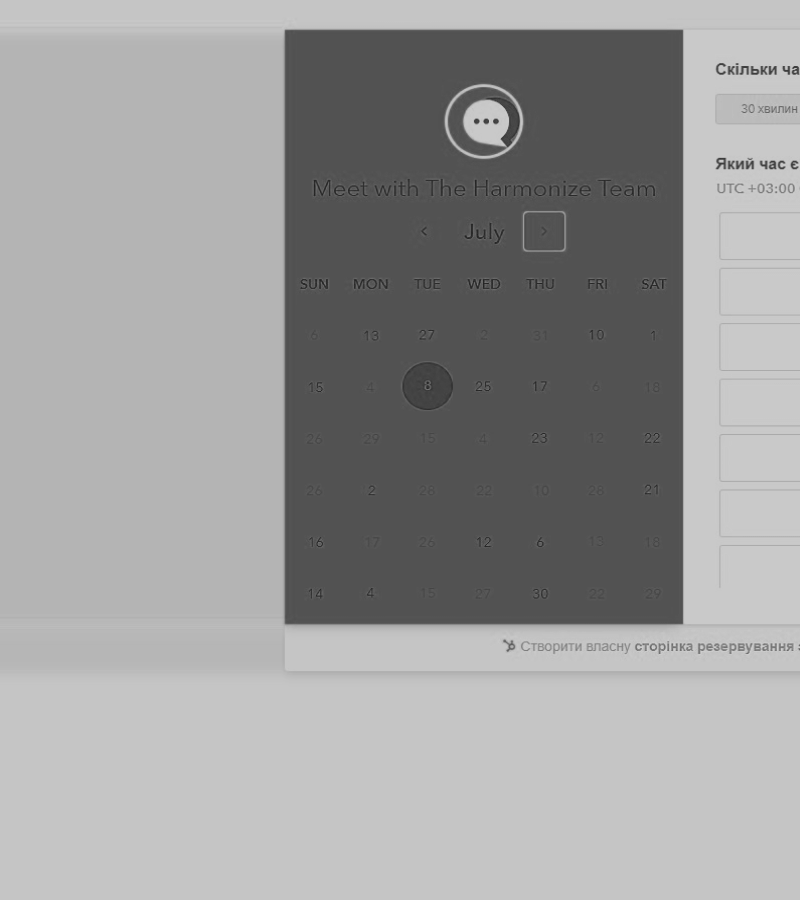 Meet with The Harmonize Team
July
SUN MON TUE WED THU FRI SAT
6 13 27 2 31 10 1
15 4 8 25 17 6 18
26 29 15 4 23 12 22
26 2 28 22 10 28 21
16 17 26 12 6 13 18
14 4 15 27 30 22 29
Скільки ча
30 хвилин
Який час є
UTC +03:00
Створити власну сторінка резервування